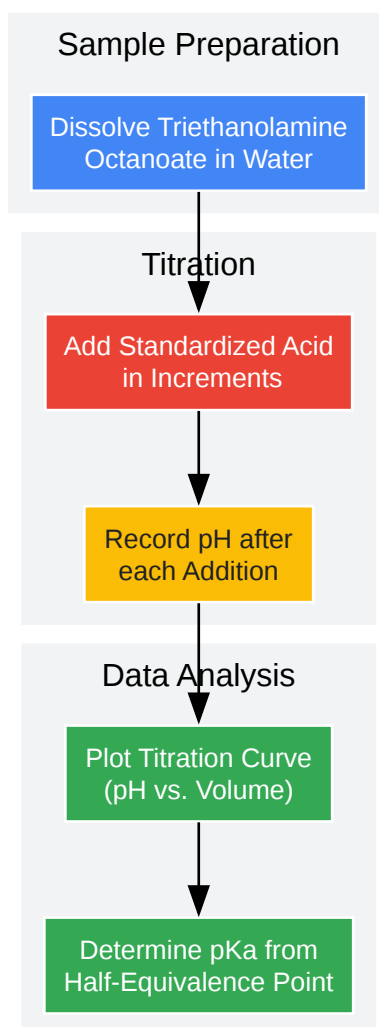 Sample Preparation
Dissolve Triethanolamine
Octanoate in Water
Titration
Add Standardized Acid
in Increments
Record pH after
each Addition
Data Analysis
Plot Titration Curve
(pH vs. Volume)
Determine pKa from
Half-Equivalence Point